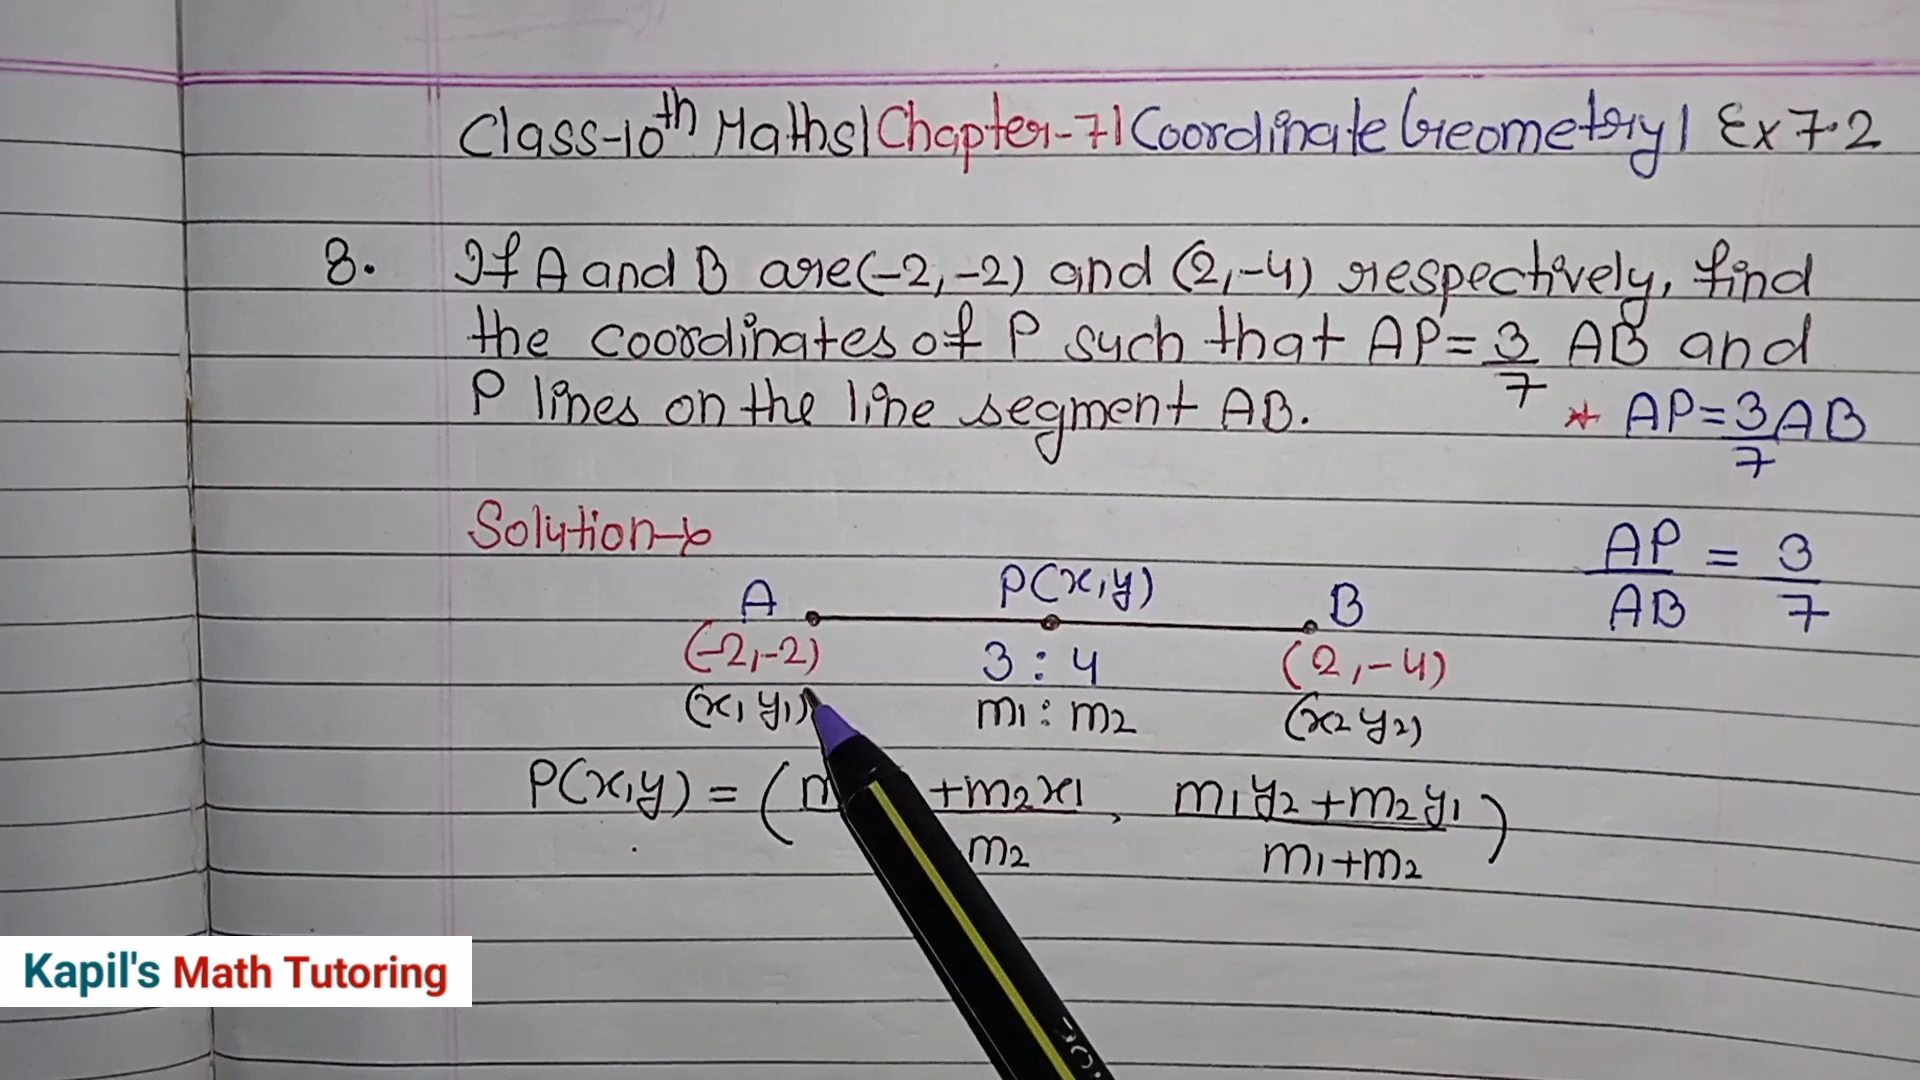 Class-10th Maths|Chapter-7|Coordinate Geometry| Ex 7.2
8. If A and B are (-2,-2) and (2,-4) respectively, find
the coordinates of P such that AP = 3/7 AB and
P lines on the line segment AB.
* AP = 3/7 AB
Solution→
AP/AB = 3/7
A P(x,y) B
(-2,-2) 3 : 4 (2,-4)
(x1 y1) m1 : m2 (x2 y2)
P(x,y) = ( m +m2x1 / m2 , m1y2+m2y1 / m1+m2 )
Kapil's Math Tutoring